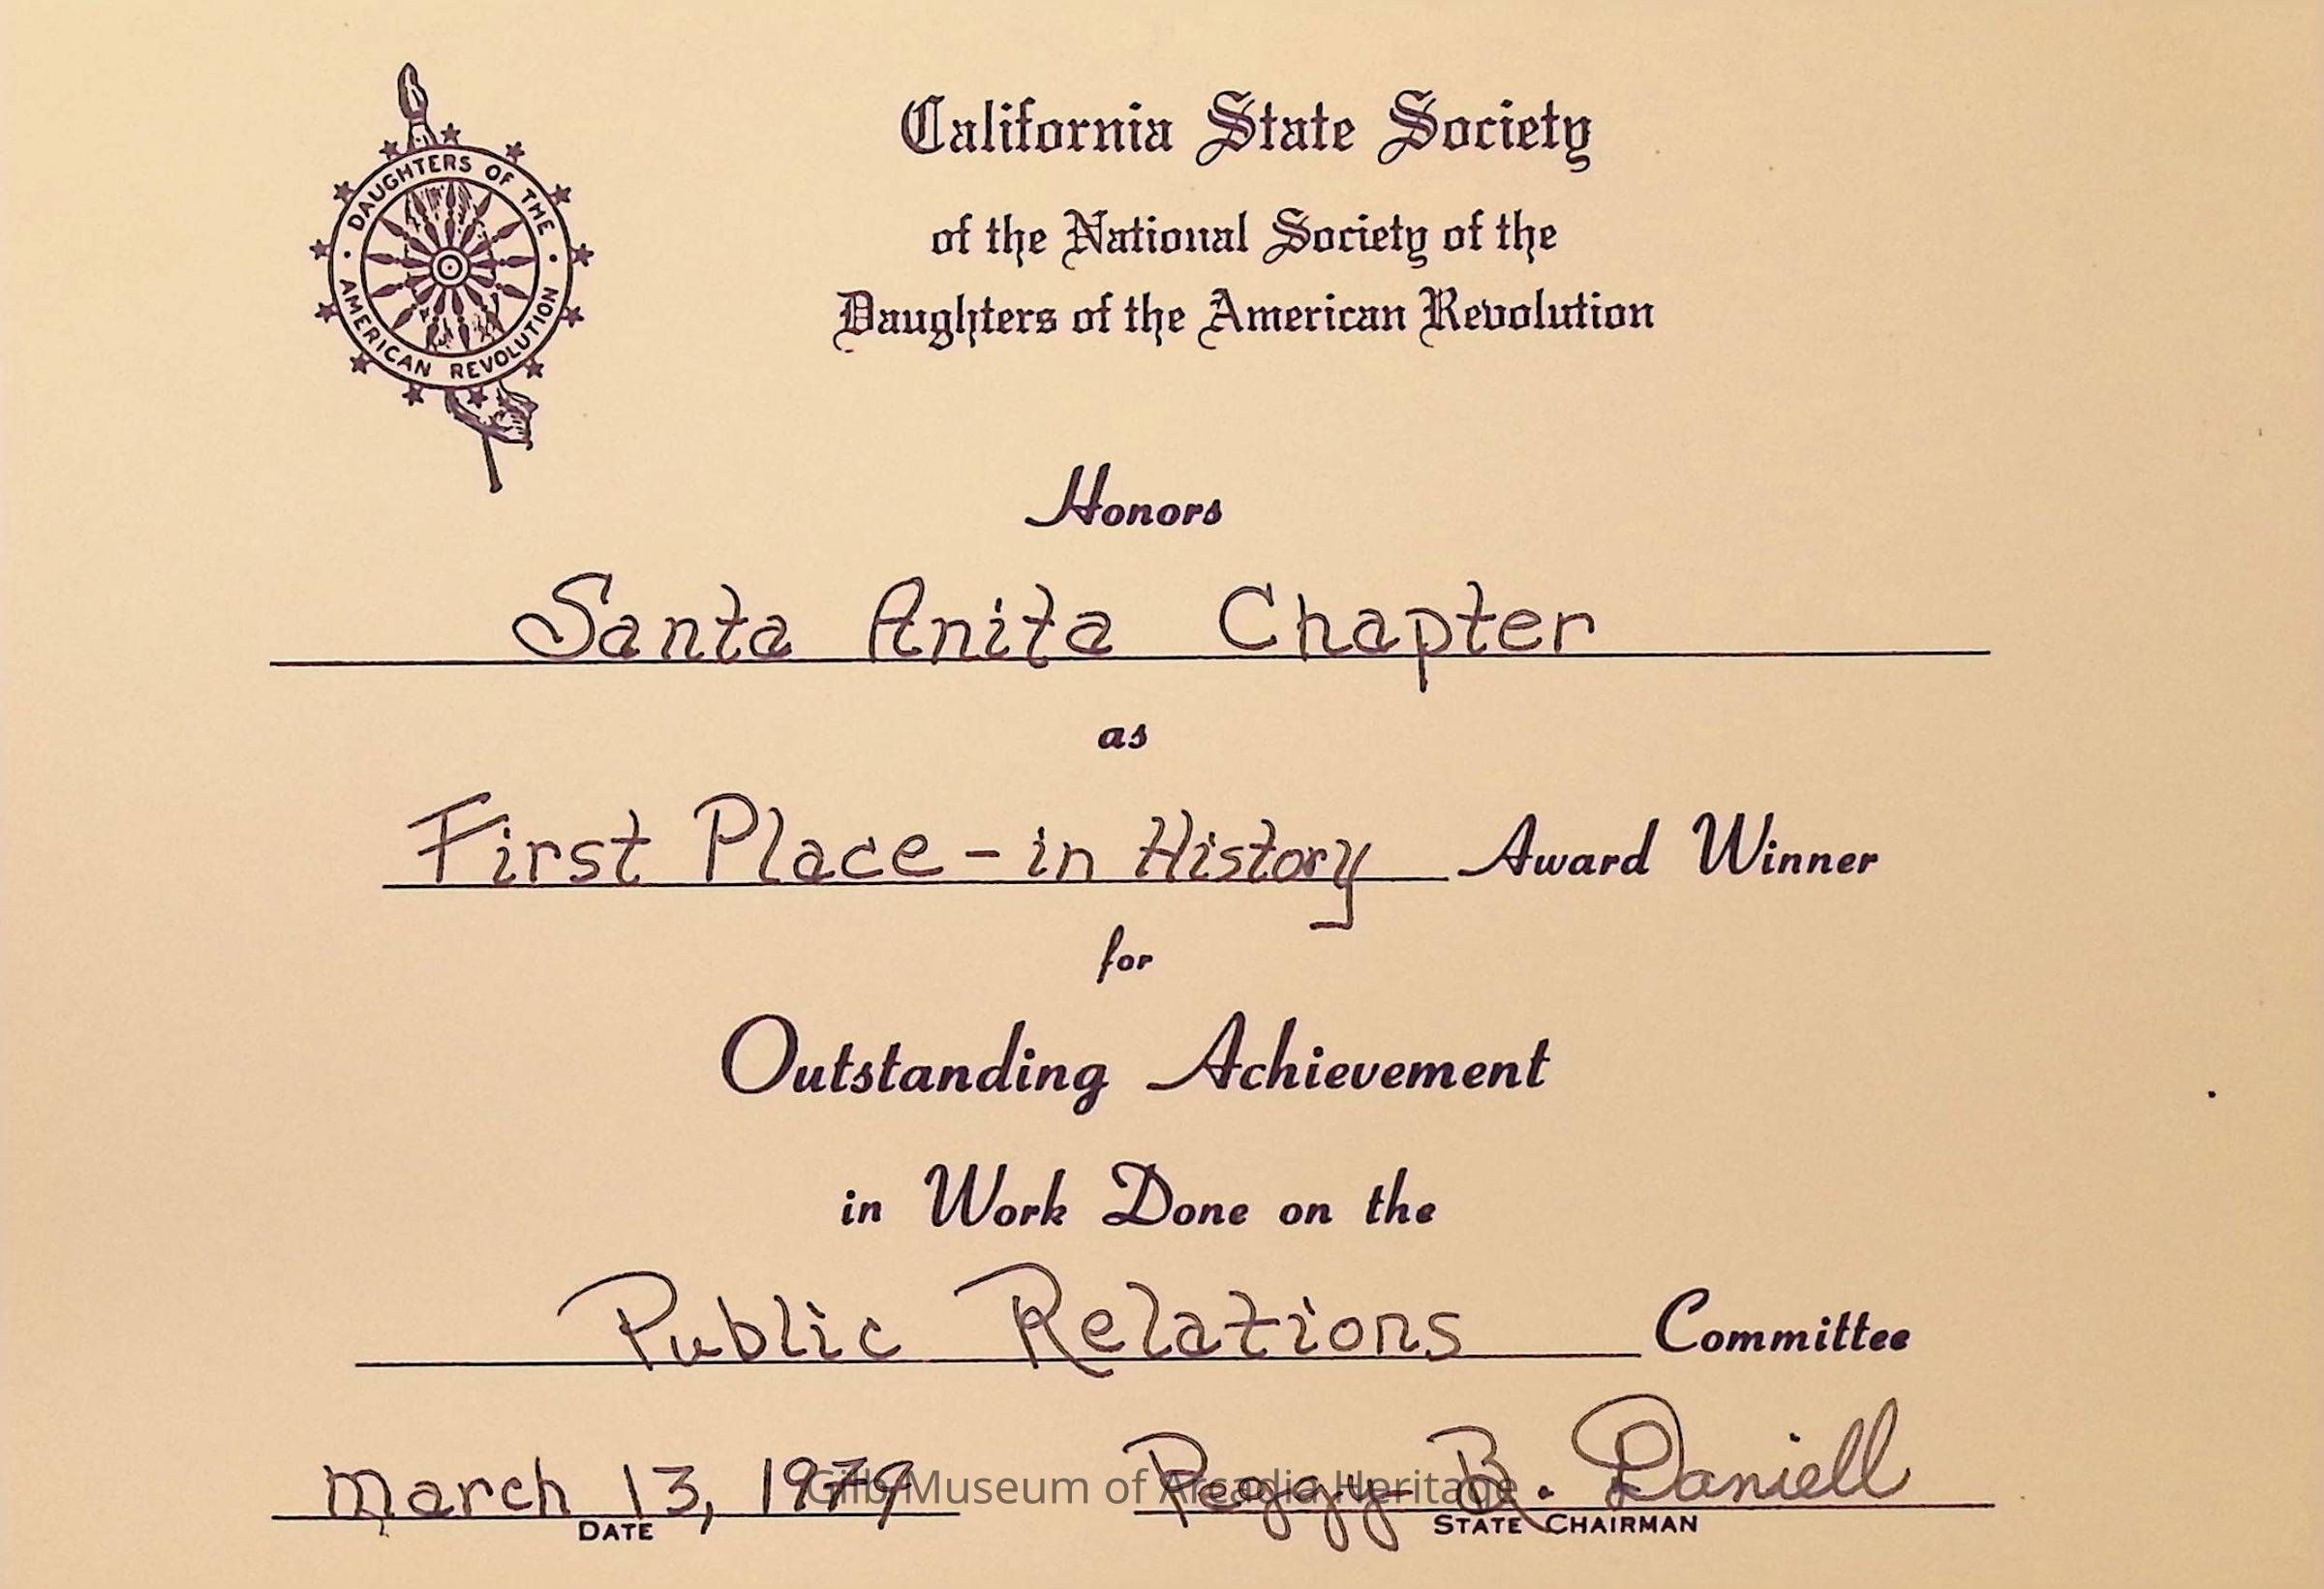 DAUGHTERS OF THE
AMERICAN REVOLUTION
California State Society
of the National Society of the
Daughters of the American Revolution
Honors
Santa Anita Chapter
as
First Place - in History Award Winner
for
Outstanding Achievement
in Work Done on the
Public Relations Committee
March 13, 1979 Peggy B. Daniell
DATE STATE CHAIRMAN
Gilb Museum of Arcadia Heritage